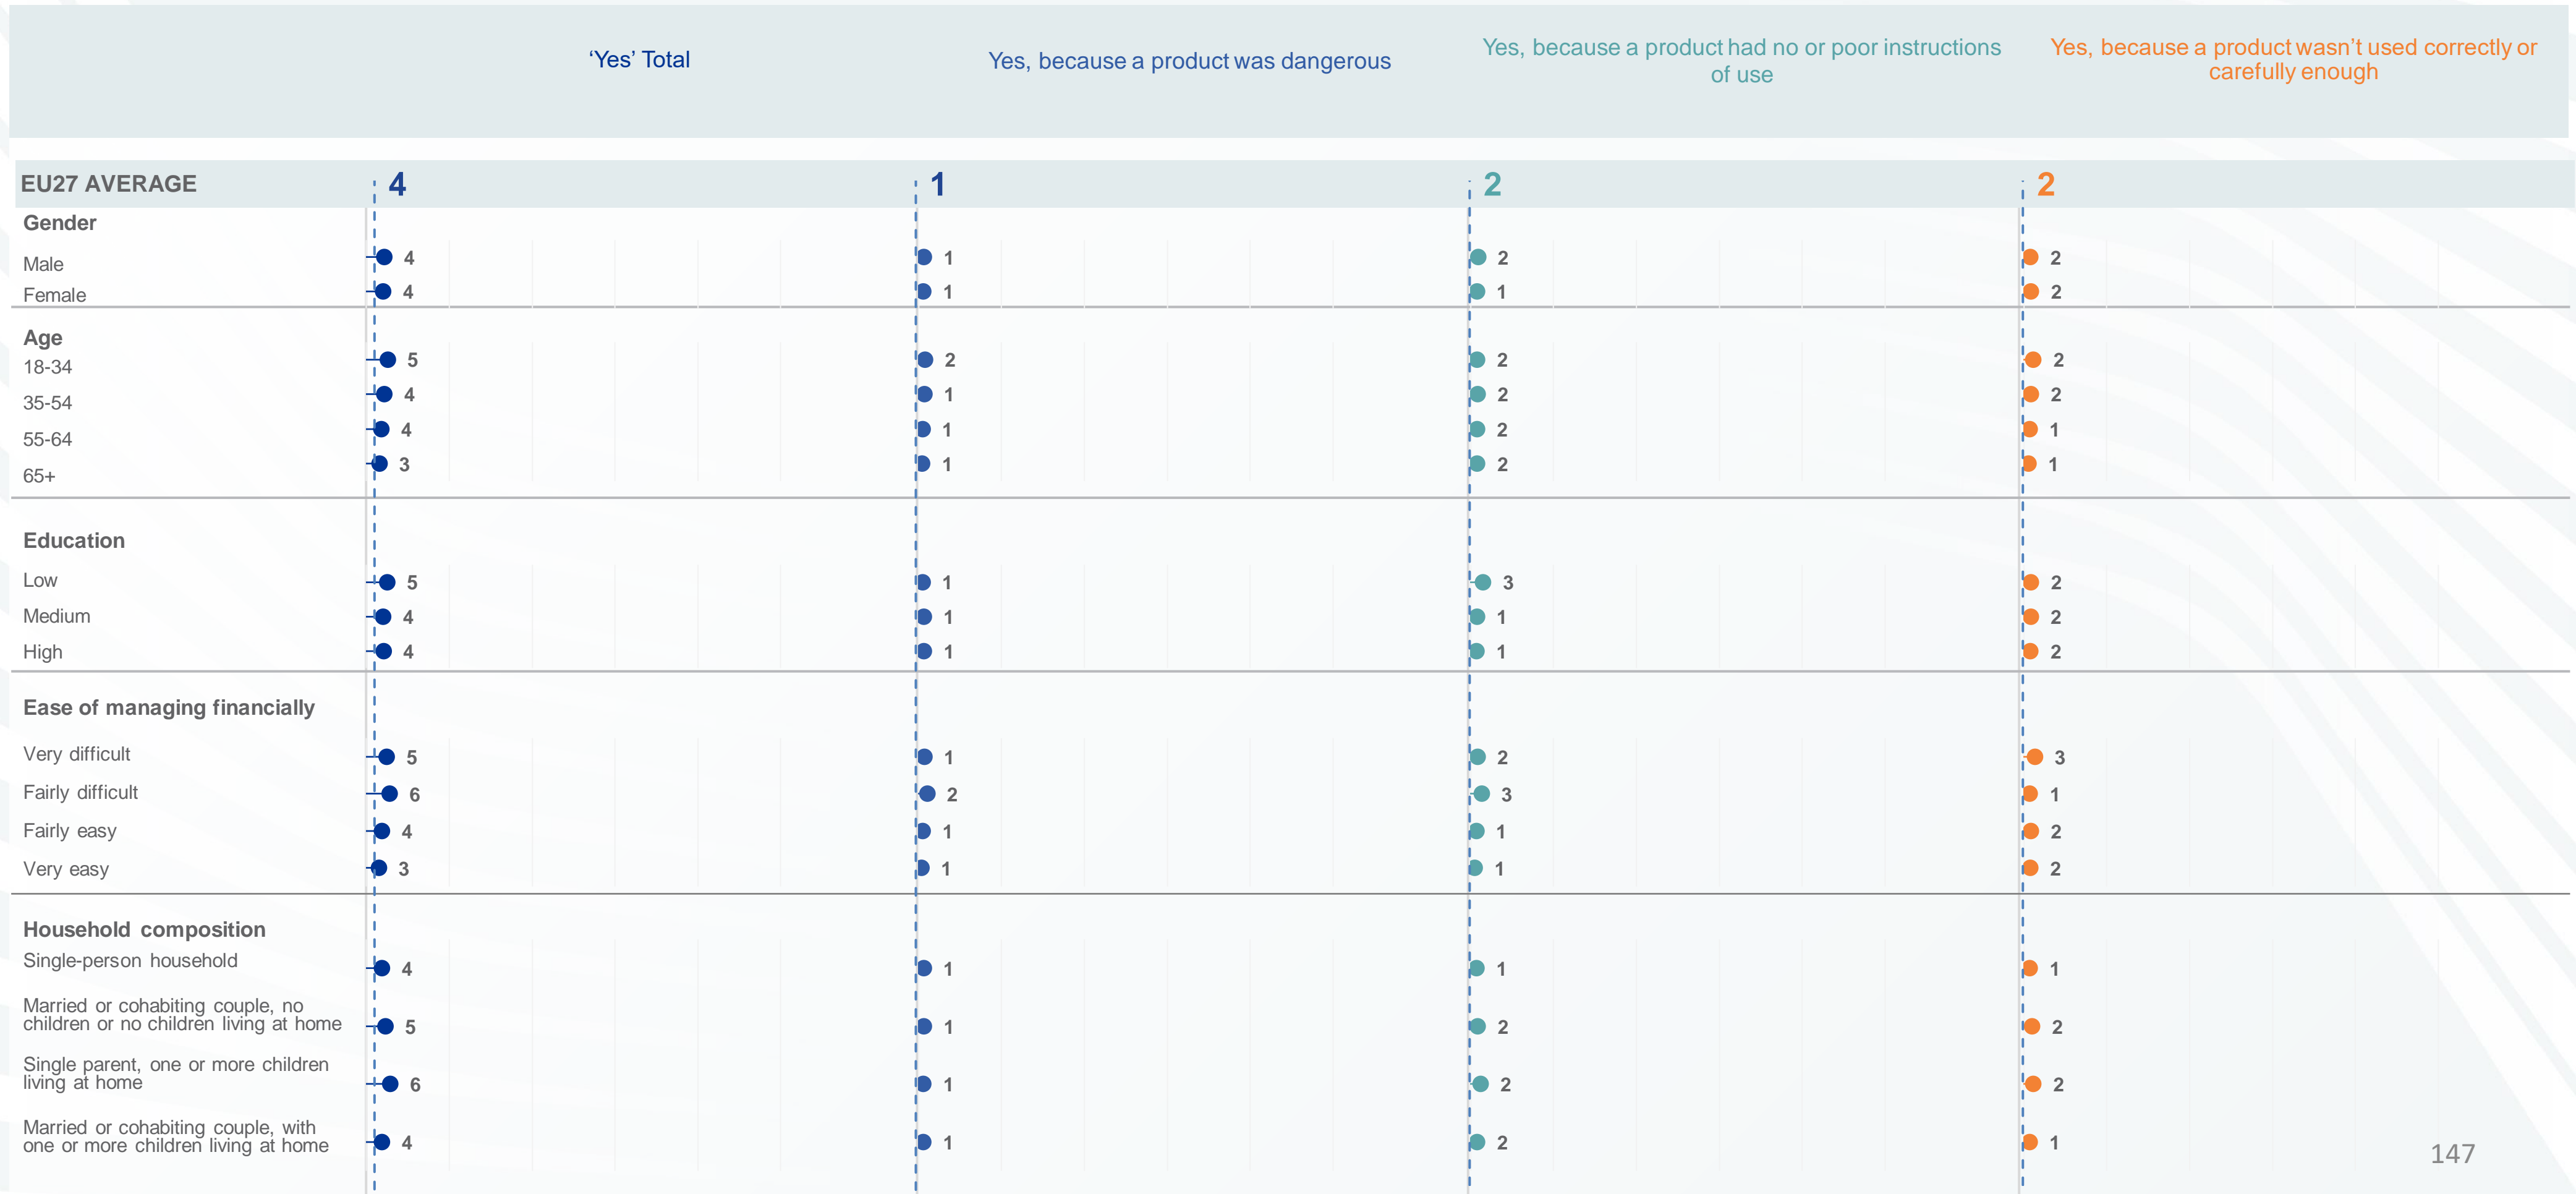 ‘Yes’ Total
Yes, because a product was dangerous
Yes, because a product had no or poor instructions
of use
Yes, because a product wasn’t used correctly or
carefully enough
EU27 AVERAGE 4 1 2 2
Gender
Male 4 1 2 2
Female 4 1 1 2
Age
18-34 5 2 2 2
35-54 4 1 2 2
55-64 4 1 2 1
65+ 3 1 2 1
Education
Low 5 1 3 2
Medium 4 1 1 2
High 4 1 1 2
Ease of managing financially
Very difficult 5 1 2 3
Fairly difficult 6 2 3 1
Fairly easy 4 1 1 2
Very easy 3 1 1 2
Household composition
Single-person household 4 1 1 1
Married or cohabiting couple, no
children or no children living at home 5 1 2 2
Single parent, one or more children
living at home 6 1 2 2
Married or cohabiting couple, with
one or more children living at home 4 1 2 1
147